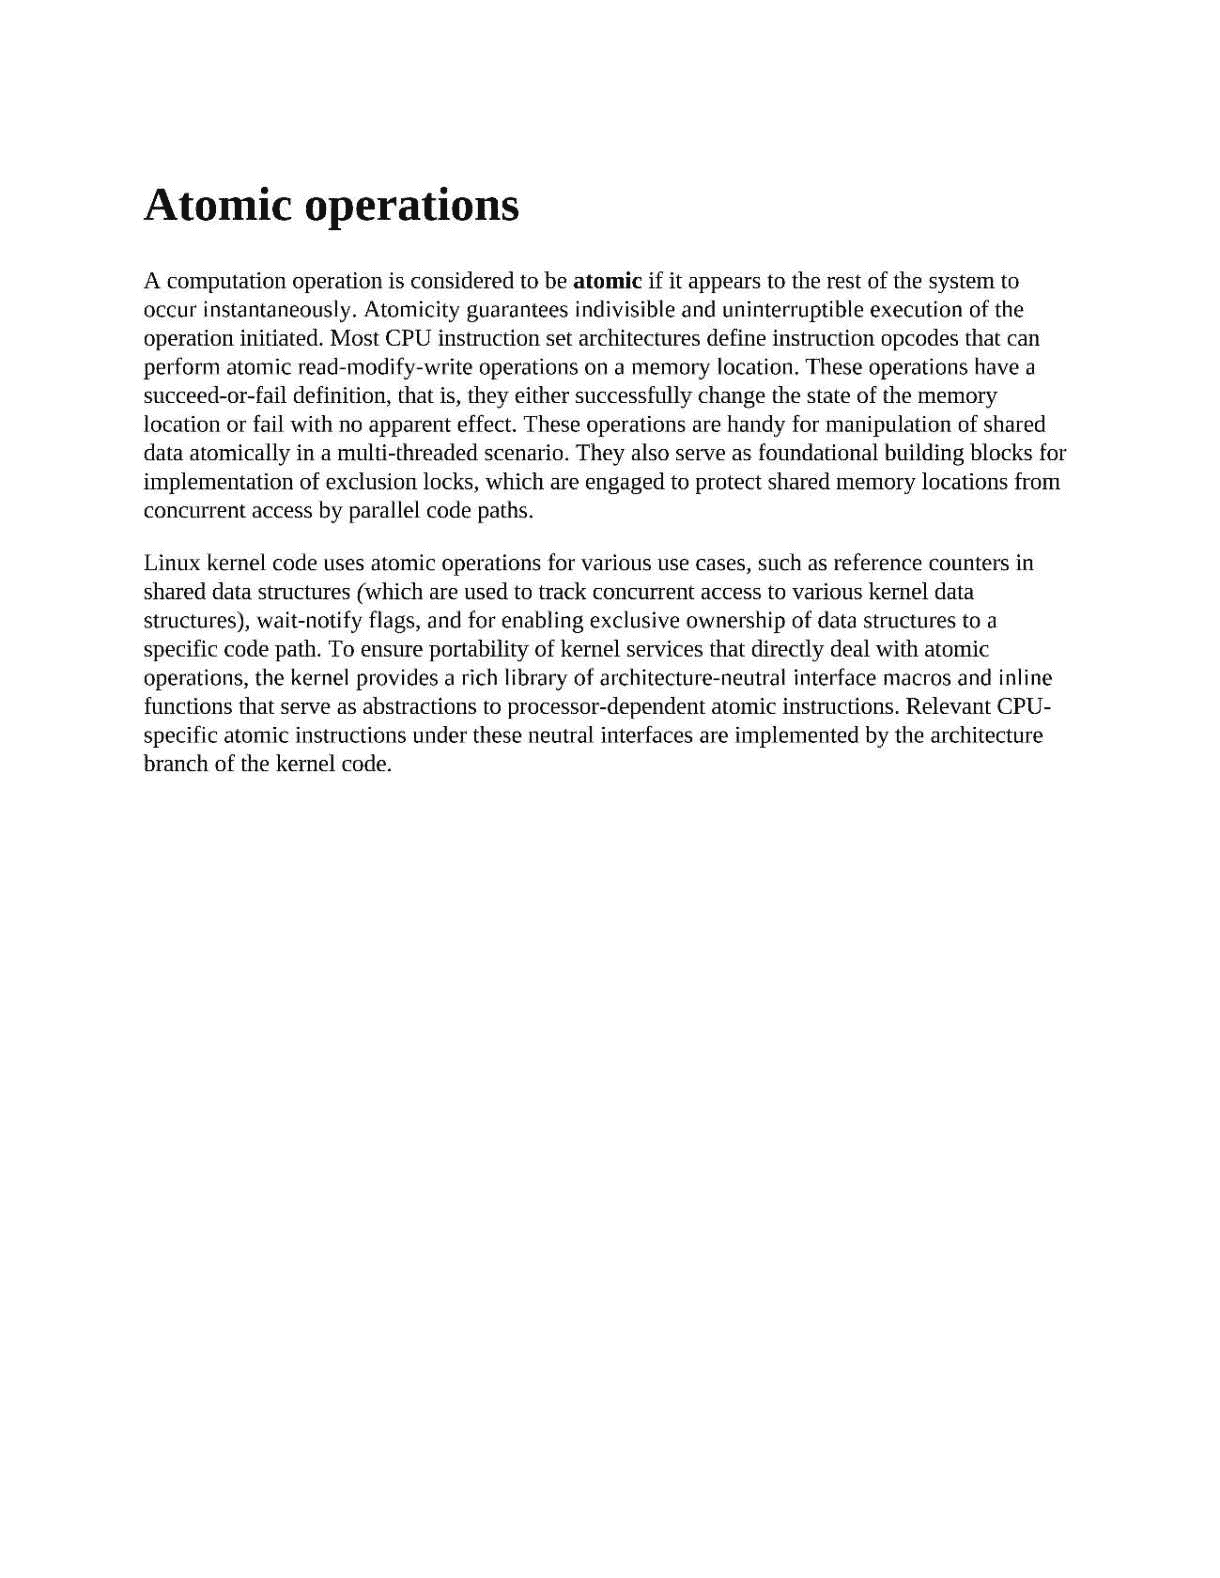 Atomic operations
A computation operation is considered to be atomic if it appears to the rest of the system to
occur instantaneously. Atomicity guarantees indivisible and uninterruptible execution of the
operation initiated. Most CPU instruction set architectures define instruction opcodes that can
perform atomic read-modify-write operations on a memory location. These operations have a
succeed-or-fail definition, that is, they either successfully change the state of the memory
location or fail with no apparent effect. These operations are handy for manipulation of shared
data atomically in a multi-threaded scenario. They also serve as foundational building blocks for
implementation of exclusion locks, which are engaged to protect shared memory locations from
concurrent access by parallel code paths.
Linux kernel code uses atomic operations for various use cases, such as reference counters in
shared data structures (which are used to track concurrent access to various kernel data
structures), wait-notify flags, and for enabling exclusive ownership of data structures to a
specific code path. To ensure portability of kernel services that directly deal with atomic
operations, the kernel provides a rich library of architecture-neutral interface macros and inline
functions that serve as abstractions to processor-dependent atomic instructions. Relevant CPU-
specific atomic instructions under these neutral interfaces are implemented by the architecture
branch of the kernel code.